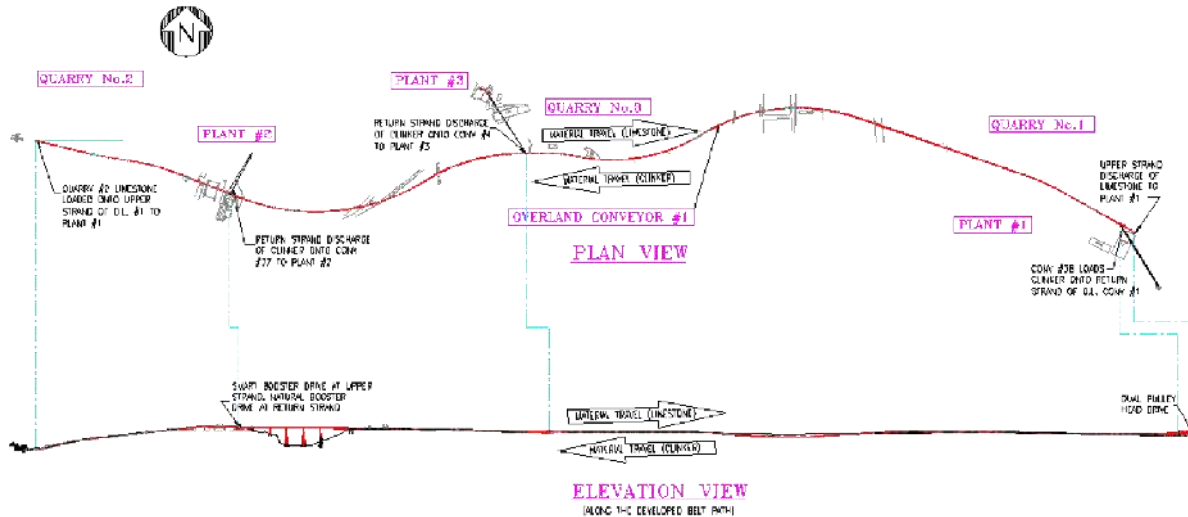 N
QUARRY No.2
PLANT #3
QUARRY No.3
PLANT #2
RETURN STRAND DISCHARGE
OF CLINKER ONTO CONV #4
TO PLANT #3
MATERIAL TRAVEL (LIMESTONE)
QUARRY No.1
MATERIAL TRAVEL (CLINKER)
UPPER STRAND
DISCHARGE OF
LIMESTONE TO
PLANT #1
QUARRY #2 LIMESTONE
LOADED ONTO UPPER
STRAND OF O.L. #1 TO
PLANT #1
OVERLAND CONVEYOR #1
PLANT #1
RETURN STRAND DISCHARGE
OF CLINKER ONTO CONV
TO PLANT #2
PLAN VIEW
CONV #3B LOADS
CLINKER ONTO RETURN
STRAND OF O.L. CONV #1
SMART BOOSTER DRIVE AT UPPER
STRAND, NATURAL BOOSTER
DRIVE AT RETURN STRAND
DUAL PULLEY
HEAD DRIVE
MATERIAL TRAVEL (LIMESTONE)
MATERIAL TRAVEL (CLINKER)
ELEVATION VIEW
(ALONG THE DEVELOPED BELT PATH)